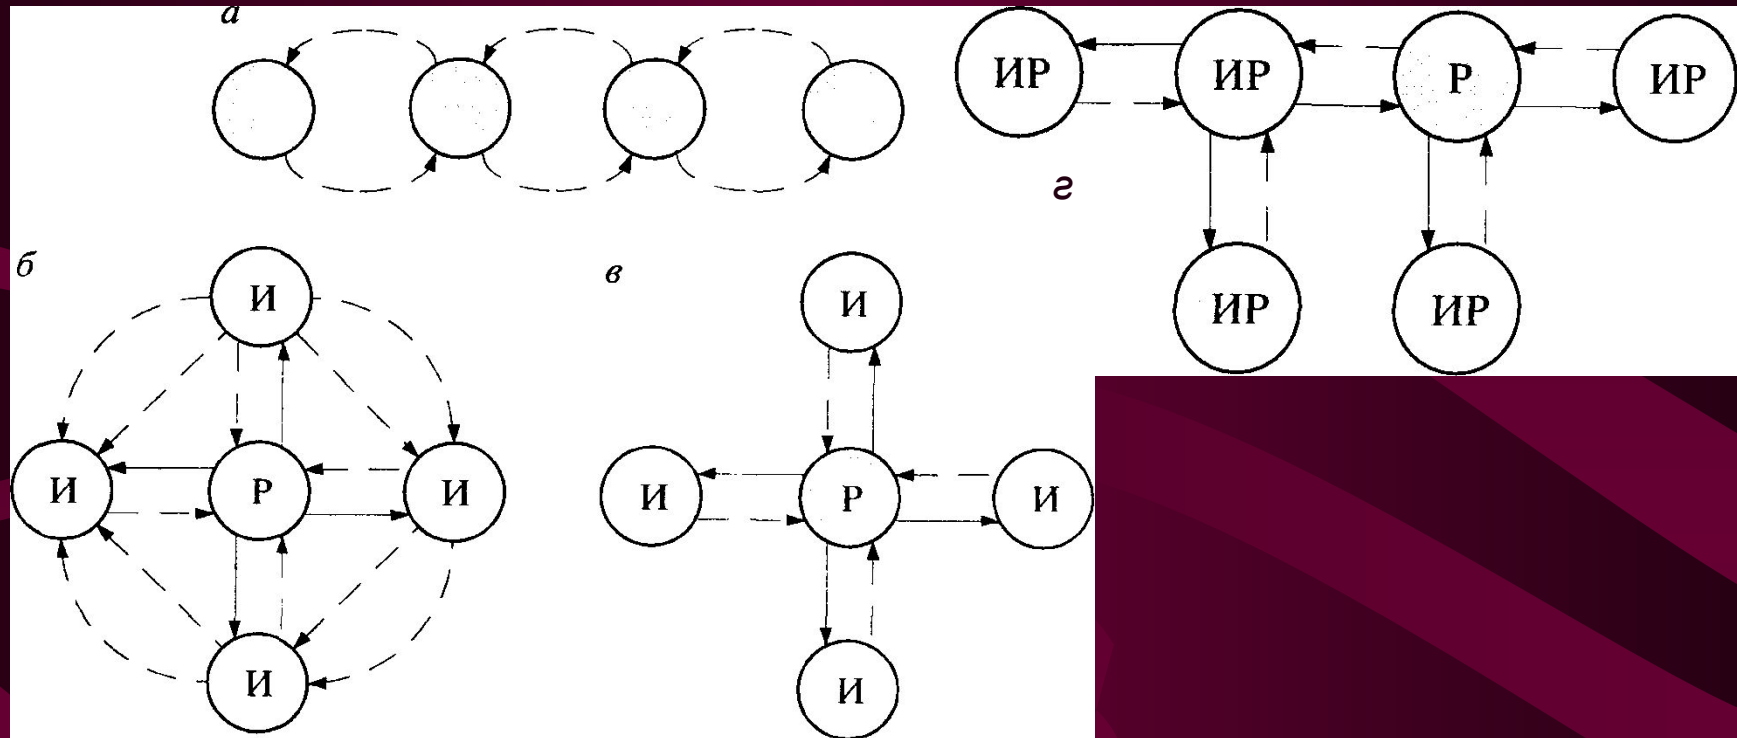 а
ИР ИР Р ИР
г
ИР ИР
б
И
И Р И
И
в
И
И Р И
И